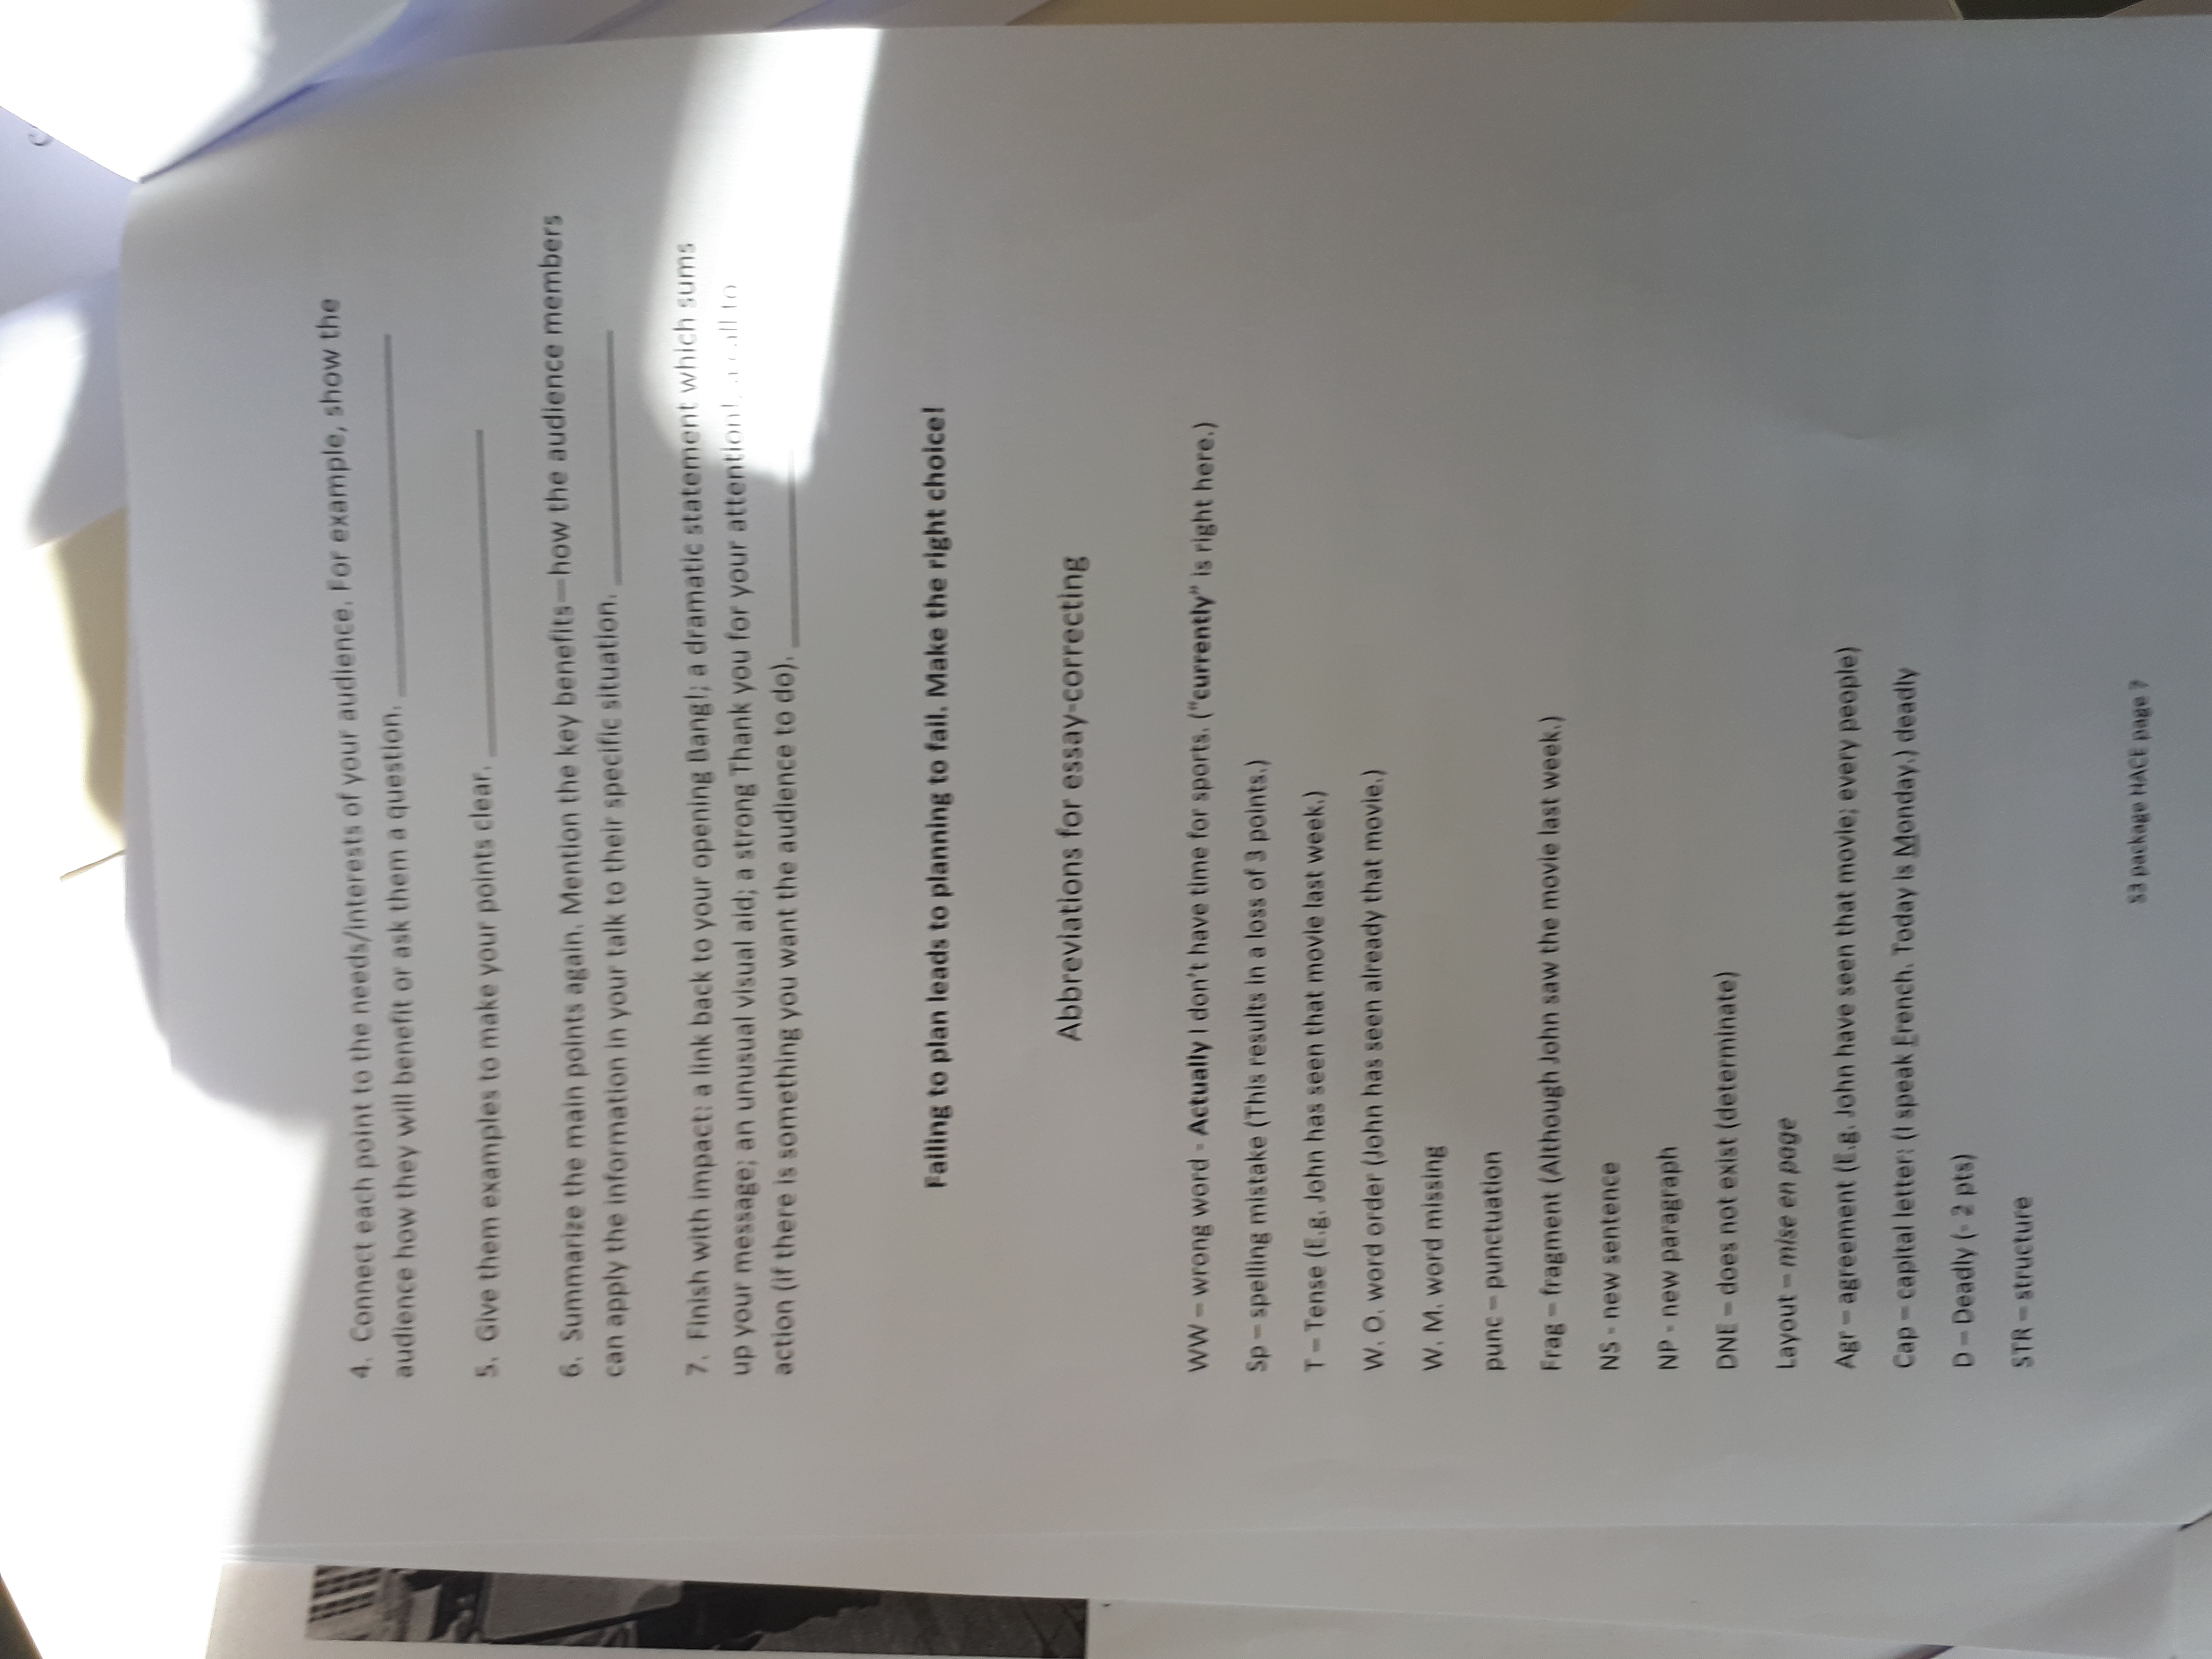 4. Connect each point to the needs/interests of your audience. For example, show the
audience how they will benefit or ask them a question. ____________________
5. Give them examples to make your points clear. ____________________
6. Summarize the main points again. Mention the key benefits—how the audience members
can apply the information in your talk to their specific situation. ____________________
7. Finish with impact: a link back to your opening Bang!; a dramatic statement which sums
up your message; an unusual visual aid; a strong Thank you for your attention!, a call to
action (if there is something you want the audience to do). ____________________
Failing to plan leads to planning to fail. Make the right choice!
Abbreviations for essay-correcting
WW – wrong word - Actually I don't have time for sports. ("currently" is right here.)
Sp – spelling mistake (This results in a loss of 3 points.)
T – Tense (E.g. John has seen that movie last week.)
W. O. word order (John has seen already that movie.)
W. M. word missing
punc – punctuation
Frag – fragment (Although John saw the movie last week.)
NS - new sentence
NP - new paragraph
DNE – does not exist (determinate)
Layout – mise en page
Agr – agreement (E.g. John have seen that movie; every people)
Cap – capital letter: (I speak French. Today is Monday.) deadly
D – Deadly (- 2 pts)
STR – structure
S3 package HACE page 7